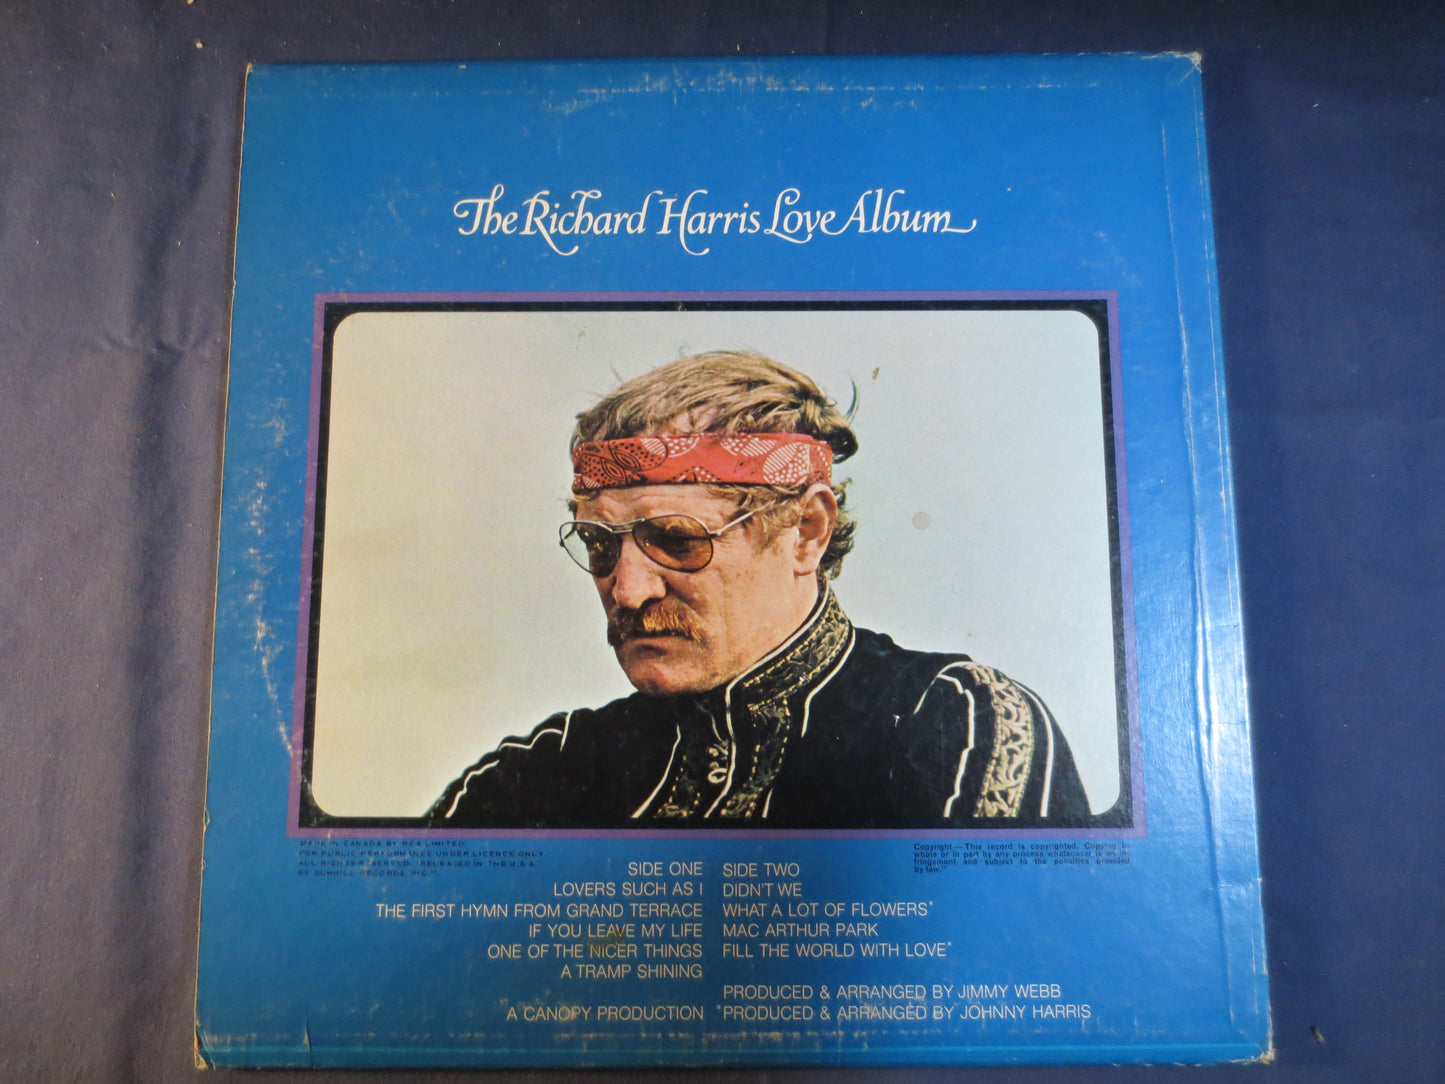 The Richard Harris Love Album
MADE IN CANADA BY RCA LIMITED.
FOR PUBLIC PERFORMANCE UNDER LICENCE ONLY.
ALL RIGHTS RESERVED. "RELEASED IN THE U.S.A.
BY DUNHILL RECORDS, INC.".
Copyright — This record is copyrighted. Copying in
whole or in part by any process whatsoever is an in-
fringement and subject to the penalties provided
by law."
SIDE ONE
LOVERS SUCH AS I
THE FIRST HYMN FROM GRAND TERRACE
IF YOU LEAVE MY LIFE
ONE OF THE NICER THINGS
A TRAMP SHINING
A CANOPY PRODUCTION
SIDE TWO
DIDN'T WE
WHAT A LOT OF FLOWERS*
MAC ARTHUR PARK
FILL THE WORLD WITH LOVE*
PRODUCED & ARRANGED BY JIMMY WEBB
*PRODUCED & ARRANGED BY JOHNNY HARRIS